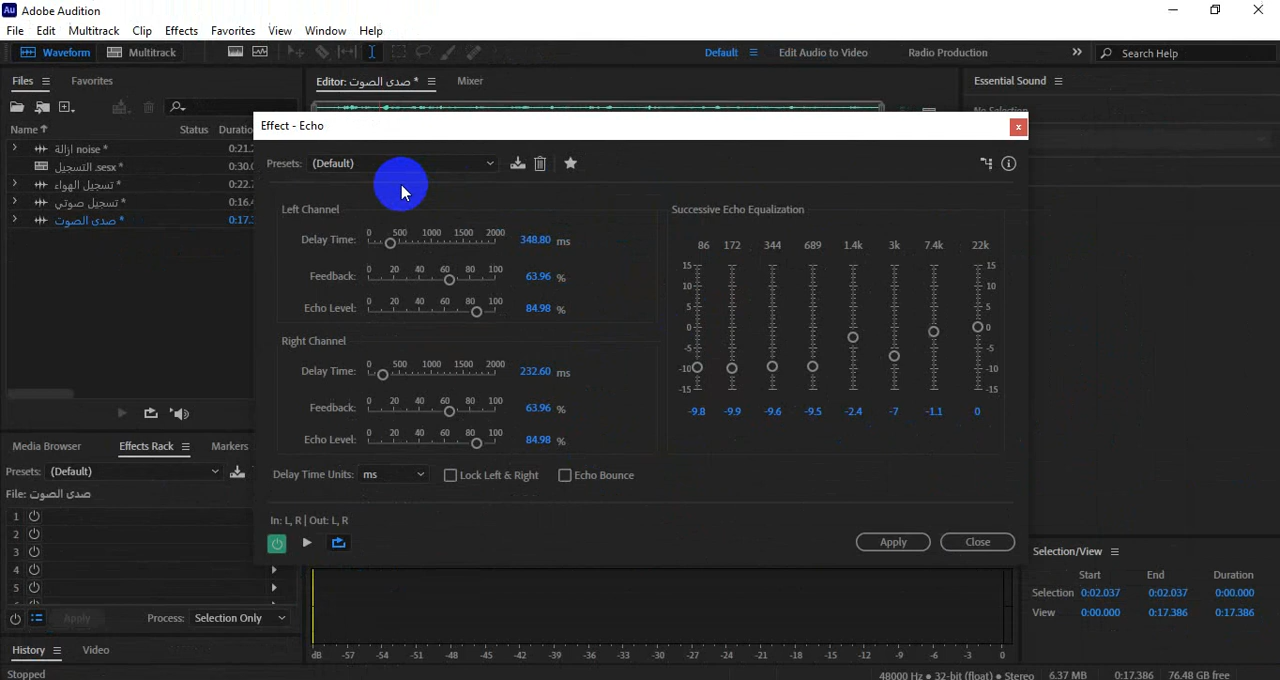 Adobe Audition
File Edit Multitrack Clip Effects Favorites View Window Help
Waveform Multitrack Default Edit Audio to Video Radio Production Search Help
Files Favorites Editor: صدى الصوت * Mixer Essential Sound
No Selection
Name Status Duratio
noise ازالة * 0:21.2
التسجيل.sesx * 0:30.0
تسجيل الهواء * 0:22.7
تسجيل صوتي * 0:16.4
صدى الصوت * 0:17.3
Effect - Echo
Presets: (Default)
Left Channel
0 500 1000 1500 2000
Delay Time: 348.80 ms
0 20 40 60 80 100
Feedback: 63.96 %
0 20 40 60 80 100
Echo Level: 84.98 %
Right Channel
0 500 1000 1500 2000
Delay Time: 232.60 ms
0 20 40 60 80 100
Feedback: 63.96 %
0 20 40 60 80 100
Echo Level: 84.98 %
Delay Time Units: ms Lock Left & Right Echo Bounce
Successive Echo Equalization
86 172 344 689 1.4k 3k 7.4k 22k
15 15
10 10
5 5
0 0
-5 -5
-10 -10
-15 -15
-9.8 -9.9 -9.6 -9.5 -2.4 -7 -1.1 0
In: L, R | Out: L, R
Apply Close
Media Browser Effects Rack Markers
Presets: (Default)
File: صدى الصوت
1
2
3
4
5
Apply Process: Selection Only
History Video
Stopped
dB -57 -54 -51 -48 -45 -42 -39 -36 -33 -30 -27 -24 -21 -18 -15 -12 -9 -6 -3 0
Selection/View
Start End Duration
Selection 0:02.037 0:02.037 0:00.000
View 0:00.000 0:17.386 0:17.386
48000 Hz ● 32-bit (float) ● Stereo 6.37 MB 0:17.386 76.48 GB free